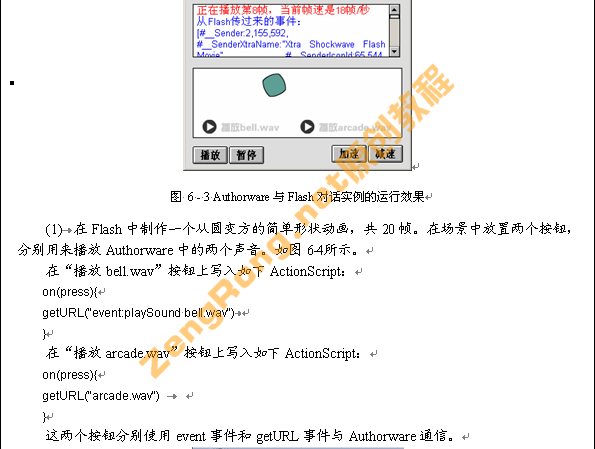 正在播放第8帧，当前帧速是18帧/秒
从Flash传过来的事件：
[#__Sender:2,155,592,
#__SenderXtraName:"Xtra Shockwave Flash
Movie", #__SenderIconId:65,544,
播放bell.wav 播放arcade.wav
播放 暂停 加速 减速
图 6-3 Authorware 与 Flash 对话实例的运行效果
(1) 在 Flash 中制作一个从圆变方的简单形状动画，共 20 帧。在场景中放置两个按钮，
分别用来播放 Authorware 中的两个声音。如图 6-4所示。
在“播放 bell.wav”按钮上写入如下 ActionScript：
on(press){
getURL("event:playSound bell.wav")
}
在“播放 arcade.wav”按钮上写入如下 ActionScript：
on(press){
getURL("arcade.wav")
}
这两个按钮分别使用 event 事件和 getURL 事件与 Authorware 通信。
ZengRong.net原创教程